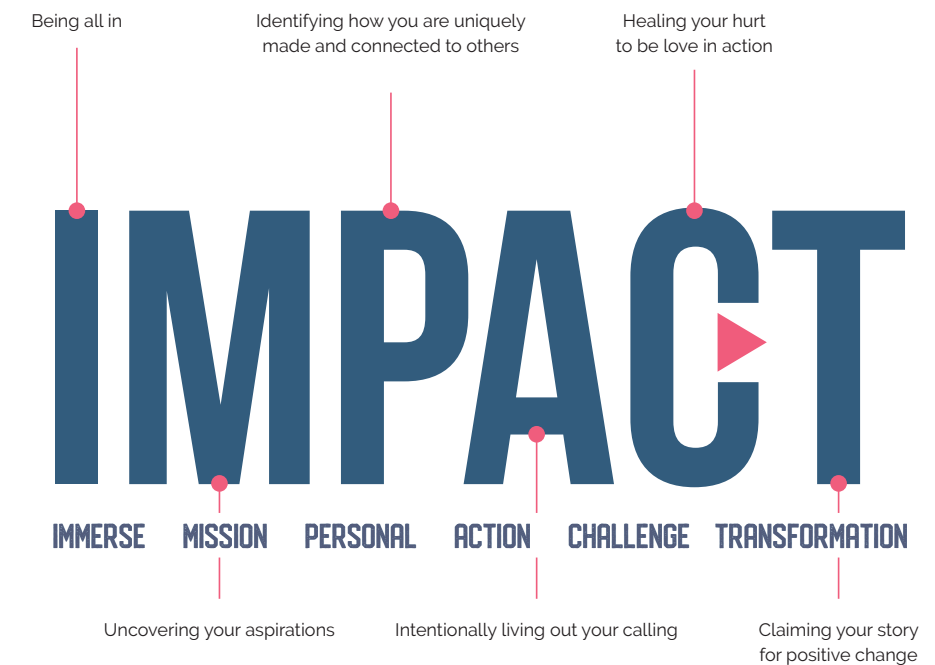 Being all in
Identifying how you are uniquely
made and connected to others
Healing your hurt
to be love in action
IMPACT
IMMERSE
MISSION
PERSONAL
ACTION
CHALLENGE
TRANSFORMATION
Uncovering your aspirations
Intentionally living out your calling
Claiming your story
for positive change